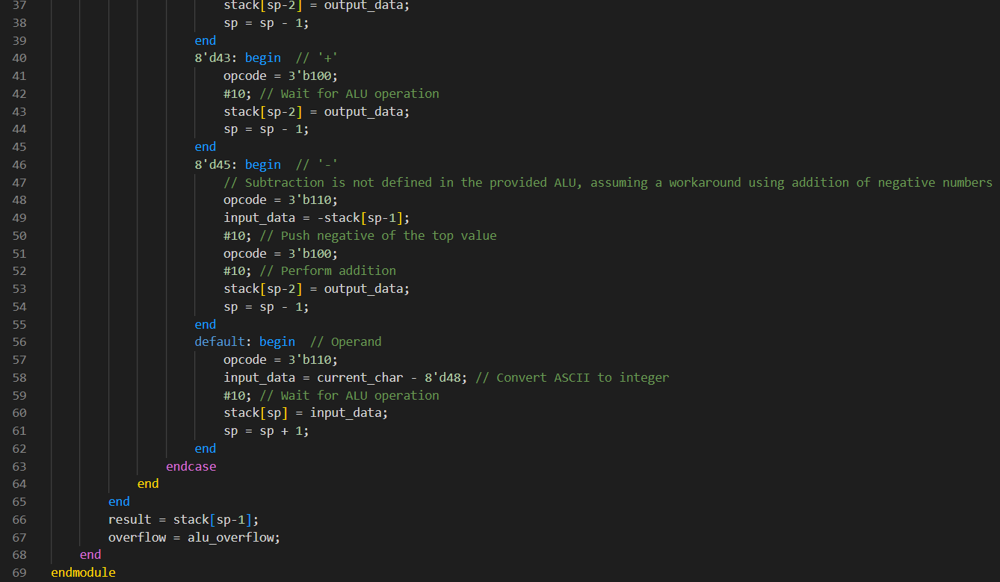 37 stack[sp-2] = output_data;
38 sp = sp - 1;
39 end
40 8'd43: begin  // '+'
41 opcode = 3'b100;
42 #10; // Wait for ALU operation
43 stack[sp-2] = output_data;
44 sp = sp - 1;
45 end
46 8'd45: begin  // '-'
47 // Subtraction is not defined in the provided ALU, assuming a workaround using addition of negative numbers
48 opcode = 3'b110;
49 input_data = -stack[sp-1];
50 #10; // Push negative of the top value
51 opcode = 3'b100;
52 #10; // Perform addition
53 stack[sp-2] = output_data;
54 sp = sp - 1;
55 end
56 default: begin  // Operand
57 opcode = 3'b110;
58 input_data = current_char - 8'd48; // Convert ASCII to integer
59 #10; // Wait for ALU operation
60 stack[sp] = input_data;
61 sp = sp + 1;
62 end
63 endcase
64 end
65 end
66 result = stack[sp-1];
67 overflow = alu_overflow;
68 end
69 endmodule